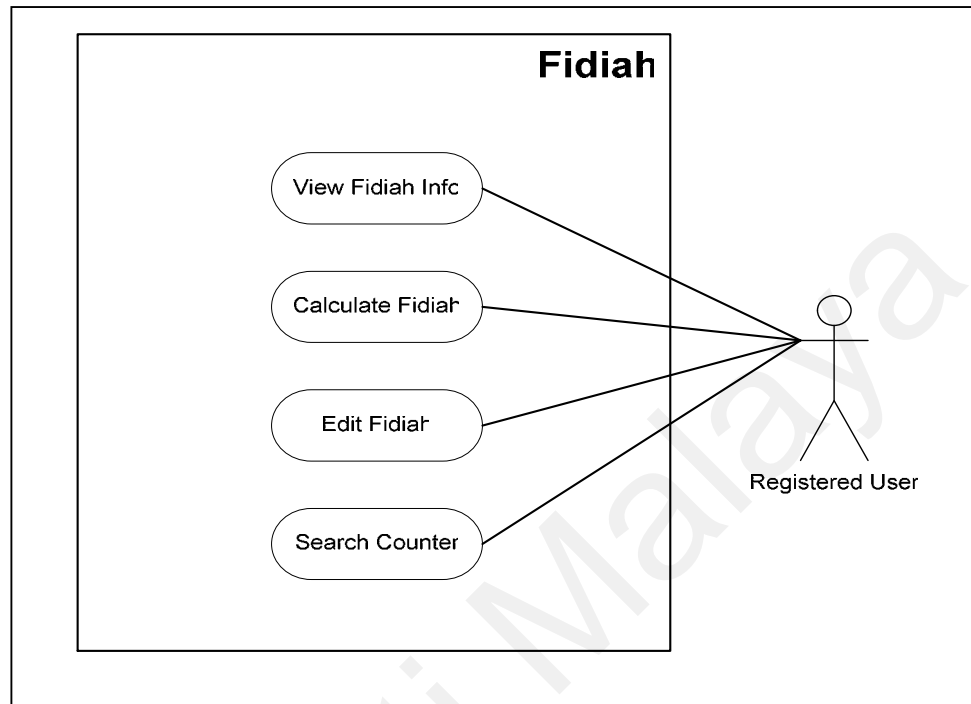 Fidiah
View Fidiah Info
Calculate Fidiah
Edit Fidiah
Search Counter
Registered User
Malaya